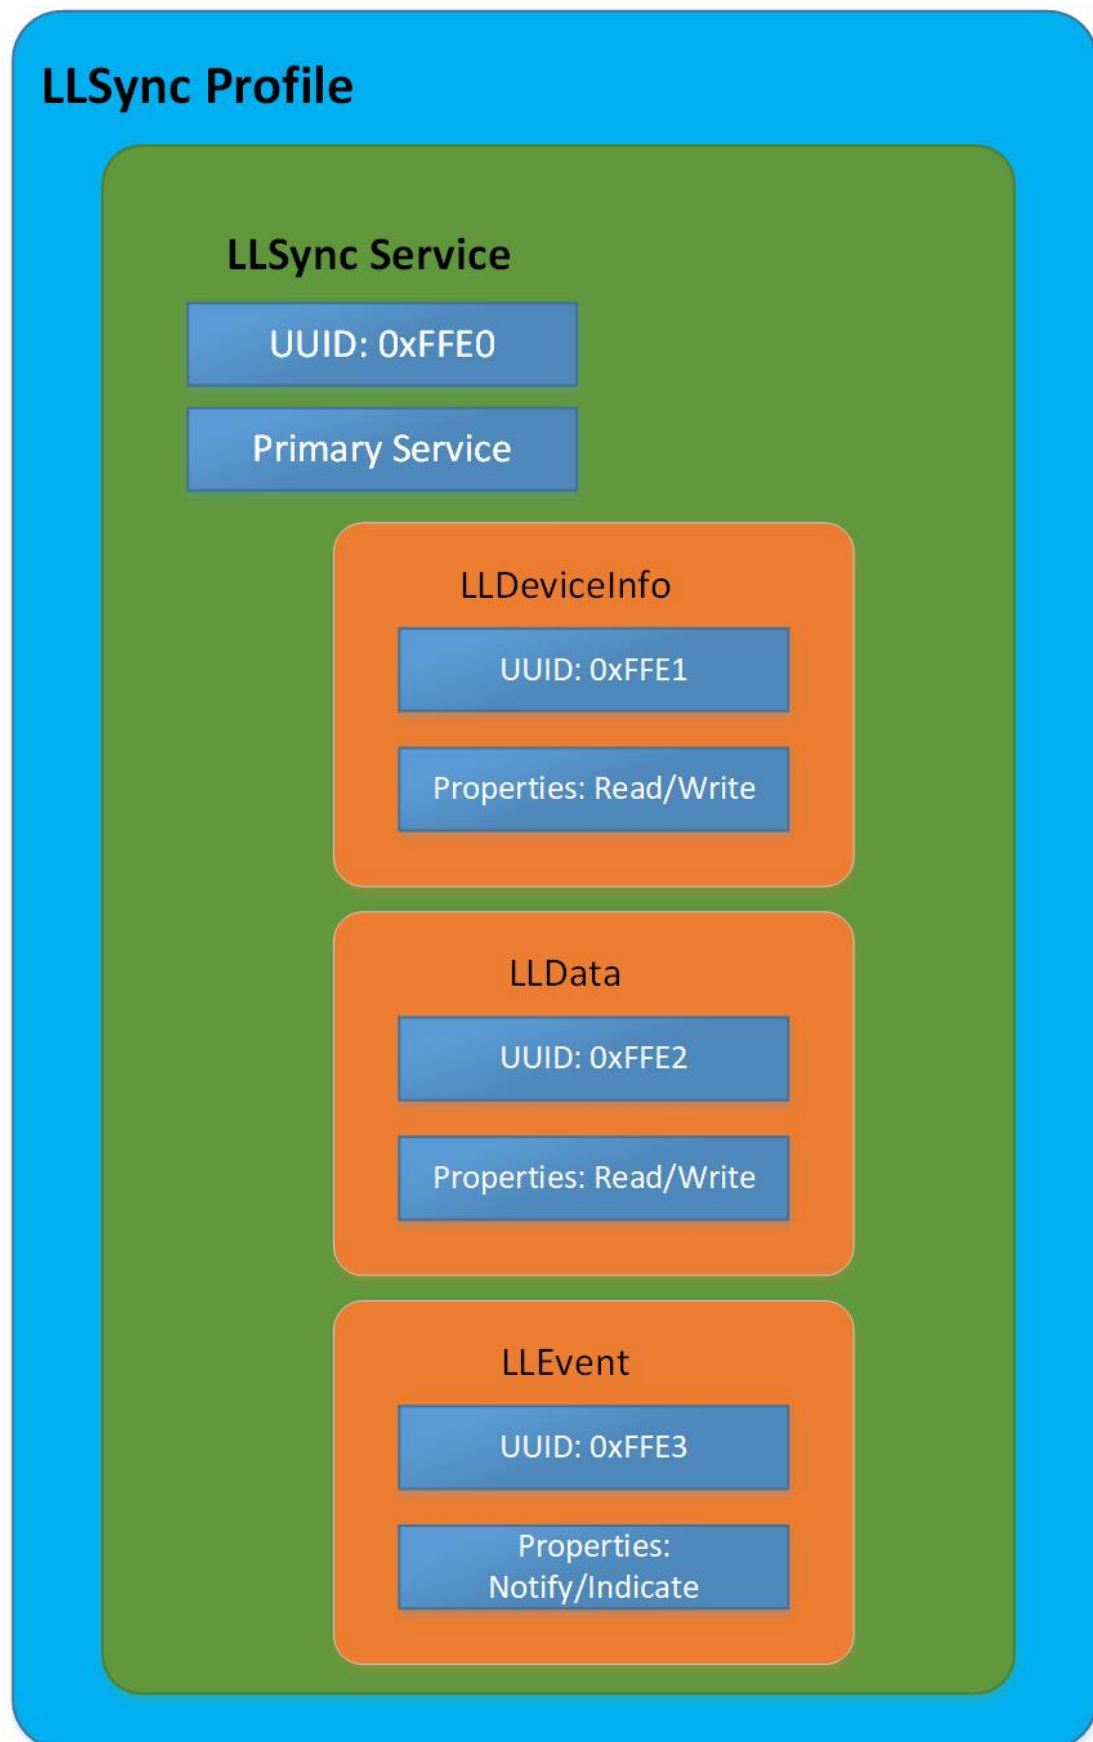 LLSync Profile
LLSync Service
UUID: 0xFFE0
Primary Service
LLDeviceInfo
UUID: 0xFFE1
Properties: Read/Write
LLData
UUID: 0xFFE2
Properties: Read/Write
LLEvent
UUID: 0xFFE3
Properties:
Notify/Indicate